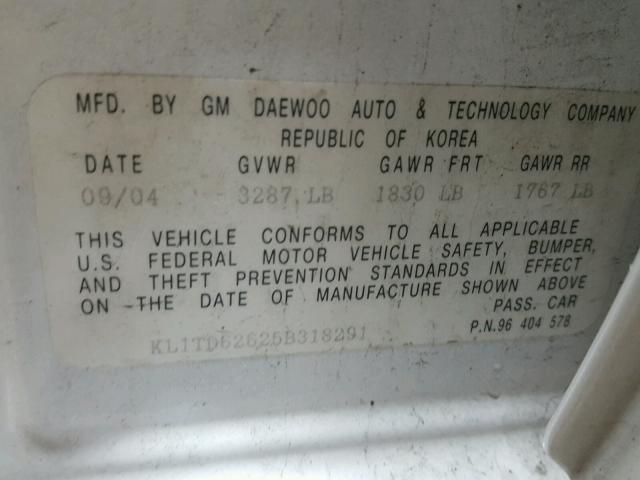 MFD. BY GM DAEWOO AUTO & TECHNOLOGY COMPANY
REPUBLIC OF KOREA
DATE GVWR GAWR FRT GAWR RR
09/04 3287 LB 1830 LB 1767 LB
THIS VEHICLE CONFORMS TO ALL APPLICABLE
U.S. FEDERAL MOTOR VEHICLE SAFETY, BUMPER,
AND THEFT PREVENTION STANDARDS IN EFFECT
ON THE DATE OF MANUFACTURE SHOWN ABOVE
PASS. CAR
KL1TD62625B318291 P.N.96 404 578